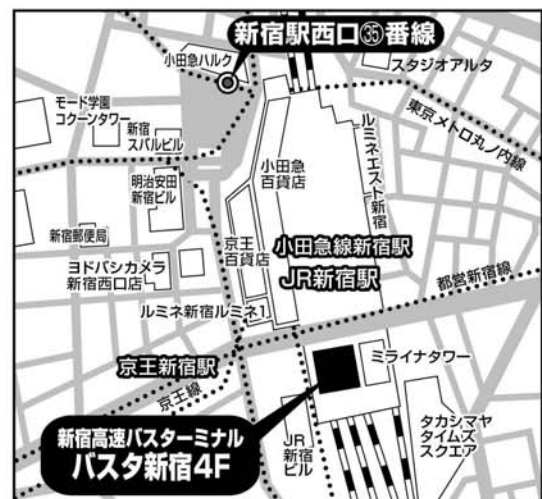 新宿駅西口㉟番線
小田急ハルク
スタジオアルタ
モード学園
コクーンタワー
新宿
スバルビル
東京メトロ丸ノ内線
ルミネエスト新宿
小田急
百貨店
明治安田
新宿ビル
新宿郵便局
京王
百貨店
小田急線新宿駅
JR新宿駅
ヨドバシカメラ
新宿西口店
都営新宿線
ルミネ新宿ルミネ1
京王新宿駅
ミライナタワー
京王線
新宿高速バスターミナル
バスタ新宿4F
JR
新宿
ビル
タカシマヤ
タイムズ
スクエア